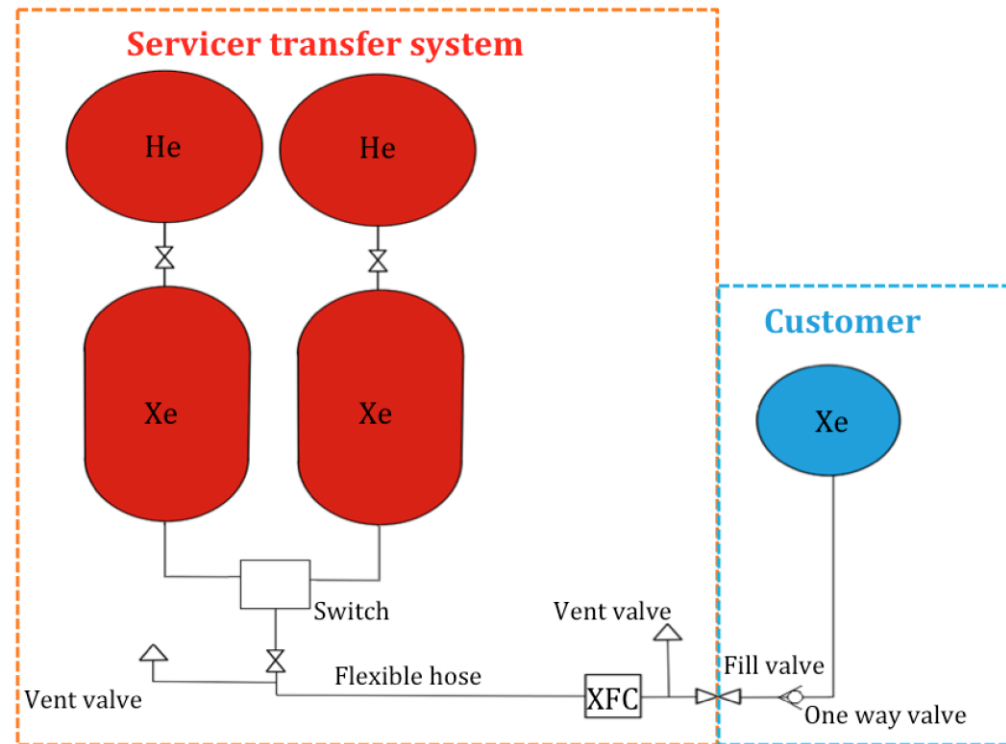 Servicer transfer system
He
He
Customer
Xe
Xe
Xe
Switch
Vent valve
Flexible hose
Fill valve
Vent valve
XFC
One way valve